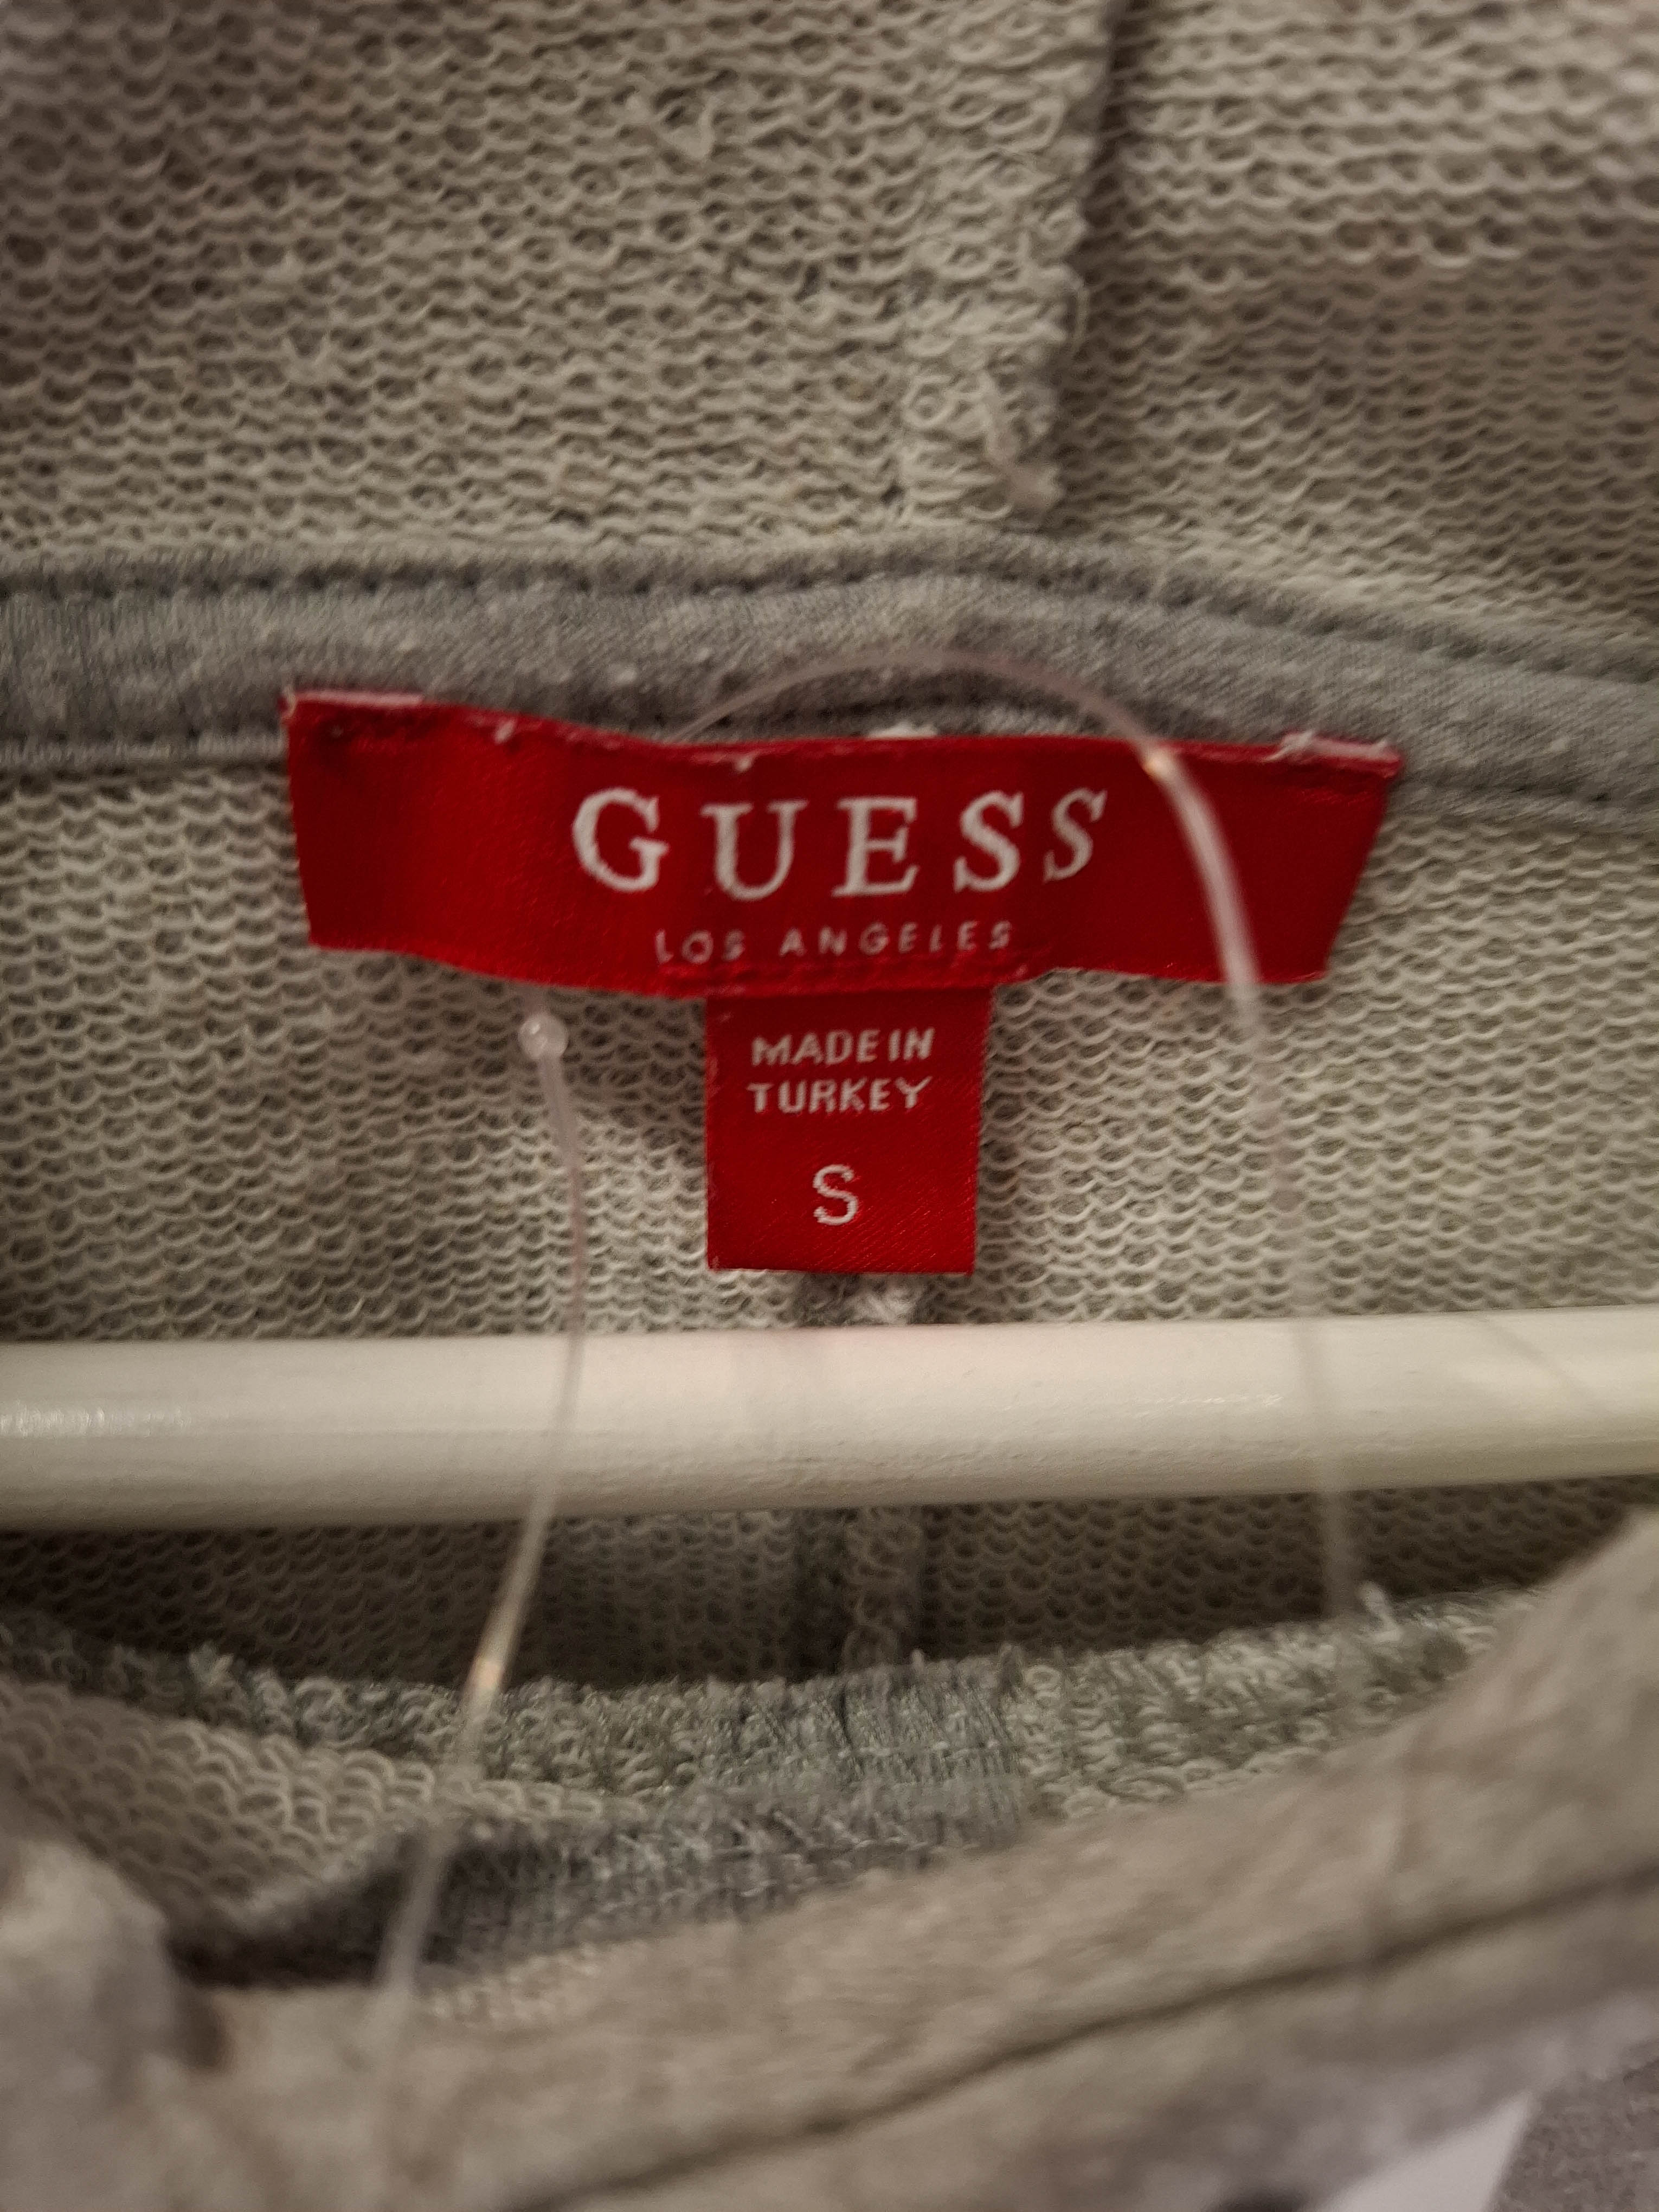 GUESS
LOS ANGELES
MADE IN
TURKEY
S